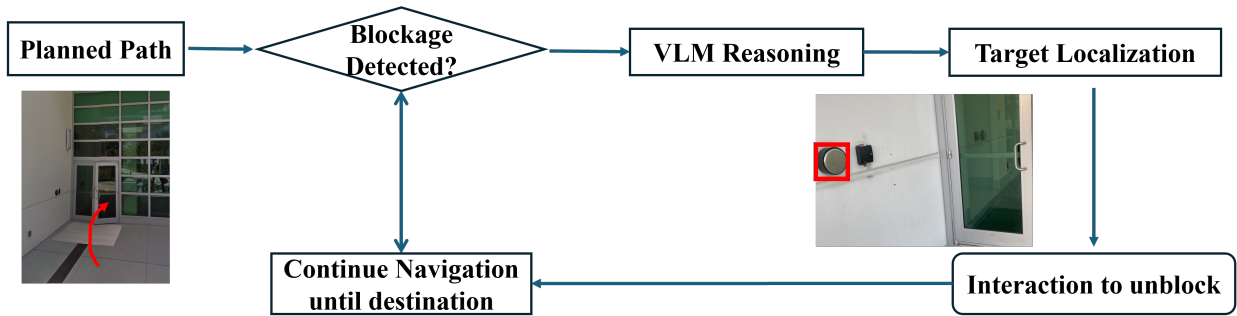 Planned Path
Blockage
Detected?
VLM Reasoning
Target Localization
Continue Navigation
until destination
Interaction to unblock